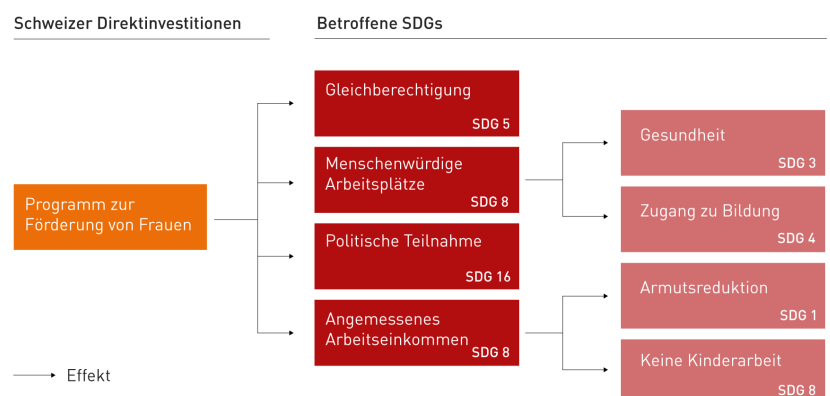 Schweizer Direktinvestitionen
Betroffene SDGs
Programm zur
Förderung von Frauen
Gleichberechtigung
SDG 5
Menschenwürdige
Arbeitsplätze
SDG 8
Politische Teilnahme
SDG 16
Angemessenes
Arbeitseinkommen
SDG 8
Gesundheit
SDG 3
Zugang zu Bildung
SDG 4
Armutsreduktion
SDG 1
Keine Kinderarbeit
SDG 8
Effekt